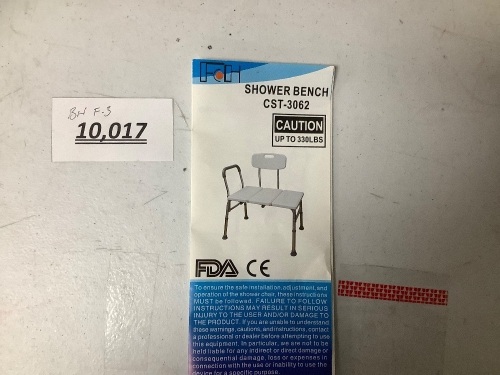 BH F-3
10,017
FCH
SHOWER BENCH
CST-3062
CAUTION
UP TO 330LBS
FDA CE
To ensure the safe installation, adjustment, and
operation of the shower chair, these instructions
MUST be followed. FAILURE TO FOLLOW
INSTRUCTIONS MAY RESULT IN SERIOUS
INJURY TO THE USER AND/OR DAMAGE TO
THE PRODUCT. If you are unable to understand
these warnings, cautions, and instructions, contact
a professional or dealer before attempting to use
this equipment. In particular, we are not to be
held liable for any indirect or direct damage or
consequential damage, loss or expenses in
connection with the use or inability to use the
device for a specific purpose.